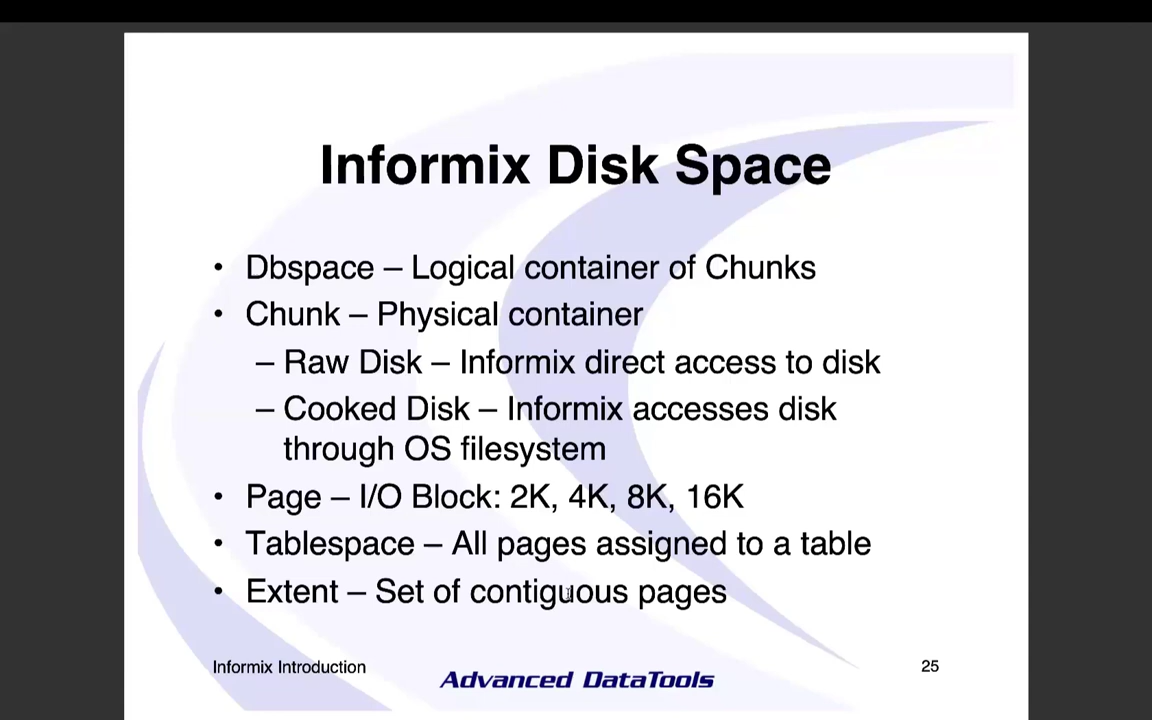 Informix Disk Space
• Dbspace – Logical container of Chunks
• Chunk – Physical container
– Raw Disk – Informix direct access to disk
– Cooked Disk – Informix accesses disk
through OS filesystem
• Page – I/O Block: 2K, 4K, 8K, 16K
• Tablespace – All pages assigned to a table
• Extent – Set of contiguous pages
Informix Introduction
Advanced DataTools
25